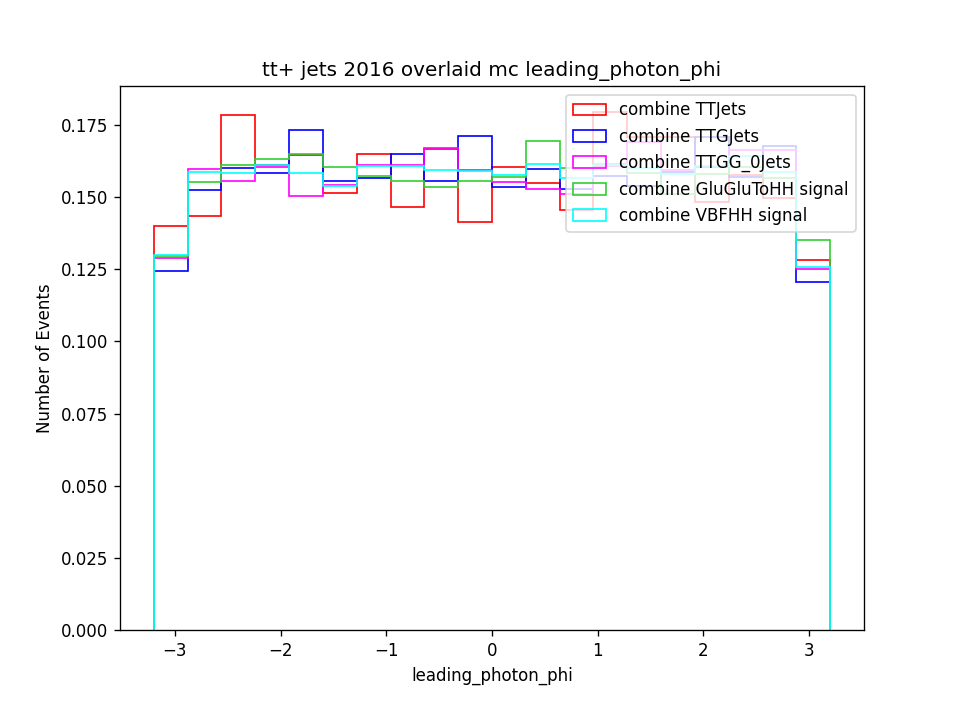 tt+ jets 2016 overlaid mc leading_photon_phi
combine TTJets
combine TTGJets
combine TTGG_0Jets
combine GluGluToHH signal
combine VBFHH signal
0.175
0.150
0.125
0.100
0.075
0.050
0.025
0.000
Number of Events
−3 −2 −1 0 1 2 3
leading_photon_phi